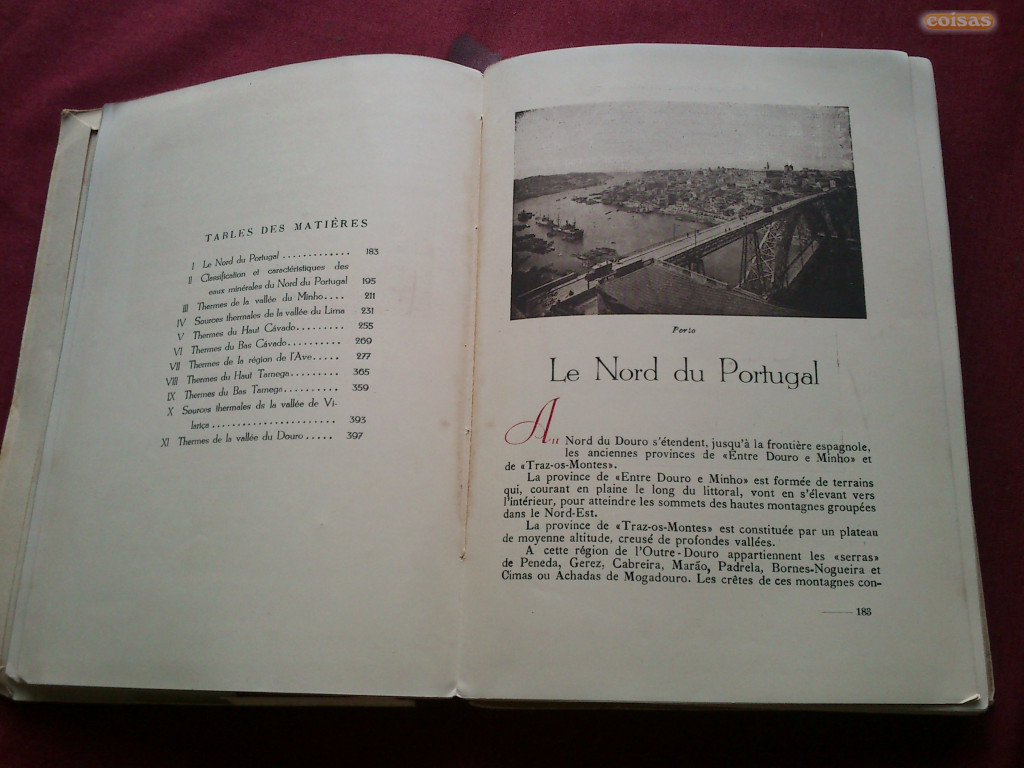 coisas
TABLES DES MATIÈRES
I Le Nord du Portugal .............. 183
II Classification et caractéristiques des
eaux minérales du Nord du Portugal 195
III Thermes de la vallée du Minho.... 211
IV Sources thermales de la vallée du Lima 231
V Thermes du Haut Cávado......... 255
VI Thermes du Bas Cávado.......... 269
VII Thermes de la région de l'Ave..... 277
VIII Thermes du Haut Tamega......... 365
IX Thermes du Bas Tamega.......... 359
X Sources thermales de la vallée de Vi-
lariça....................... 393
XI Thermes de la vallée du Douro ..... 397
Porto
Le Nord du Portugal
Au Nord du Douro s'étendent, jusqu'à la frontière espagnole,
les anciennes provinces de «Entre Douro e Minho» et
de «Traz-os-Montes».
La province de «Entre Douro e Minho» est formée de terrains
qui, courant en plaine le long du littoral, vont en s'élevant vers
l'intérieur, pour atteindre les sommets des hautes montagnes groupées
dans le Nord-Est.
La province de «Traz-os-Montes» est constituée par un plateau
de moyenne altitude, creusé de profondes vallées.
A cette région de l'Outre-Douro appartiennent les «serras»
de Peneda, Gerez, Cabreira, Marão, Padrela, Bornes-Nogueira et
Cimas ou Achadas de Mogadouro. Les crêtes de ces montagnes con-
——— 183